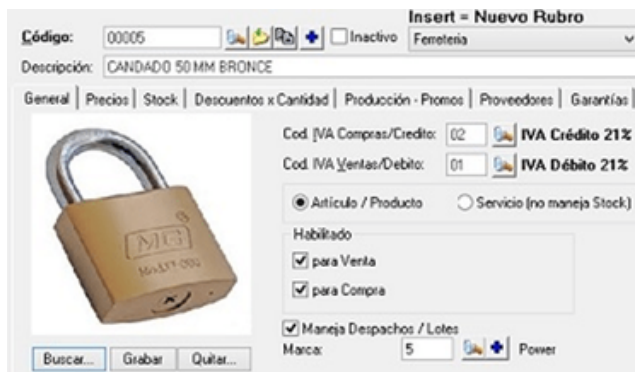 Insert = Nuevo Rubro
Código: 00005 Inactivo Ferreteria
Descripción: CANDADO 50 MM BRONCE
General Precios Stock Descuentos x Cantidad Producción - Promos Proveedores Garantías
Cod. IVA Compras/Credito: 02 IVA Crédito 21%
Cod. IVA Ventas/Debito: 01 IVA Débito 21%
Artículo / Producto Servicio (no maneja Stock)
Habilitado
para Venta
para Compra
MG
Maneja Despachos / Lotes
Marca: 5 Power
Buscar... Grabar Quitar...